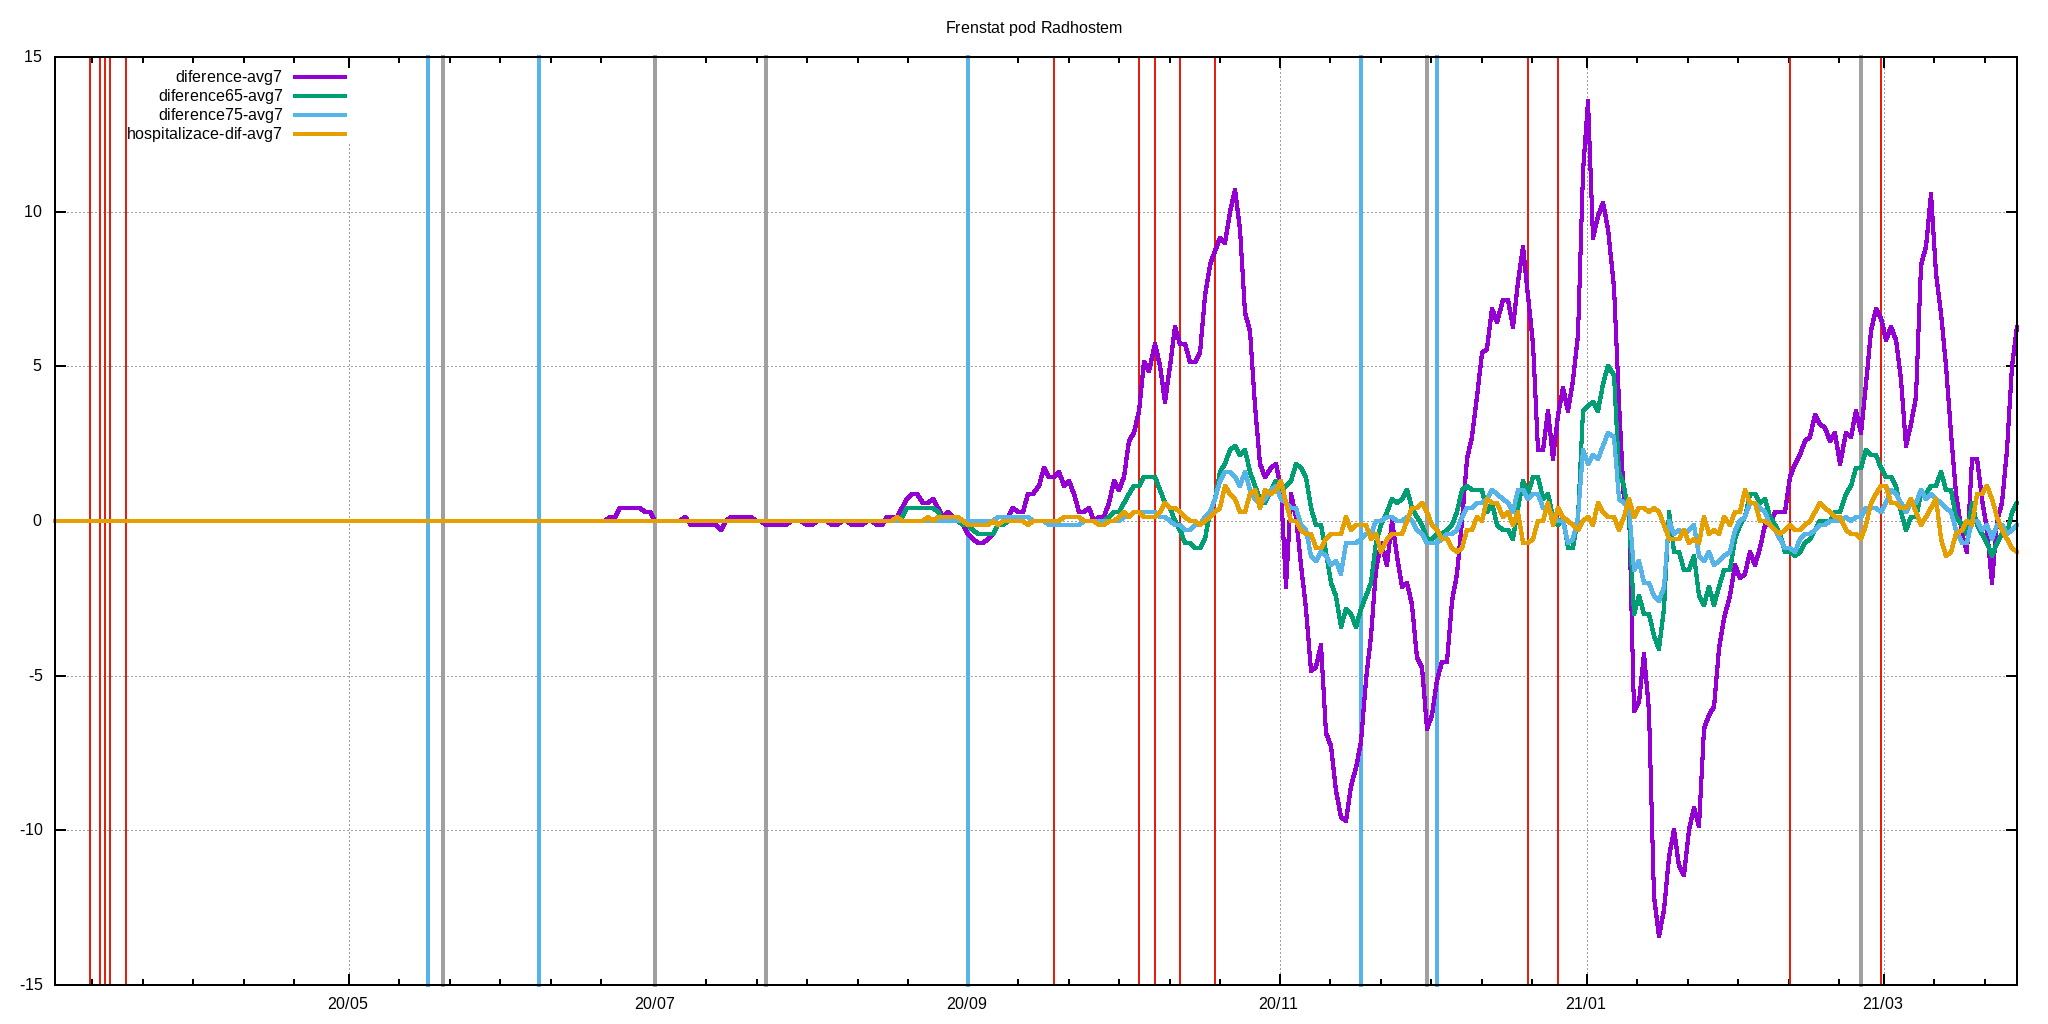 Frenstat pod Radhostem
15
diference-avg7
diference65-avg7
diference75-avg7
hospitalizace-dif-avg7
10
5
0
-5
-10
-15
20/05 20/07 20/09 20/11 21/01 21/03